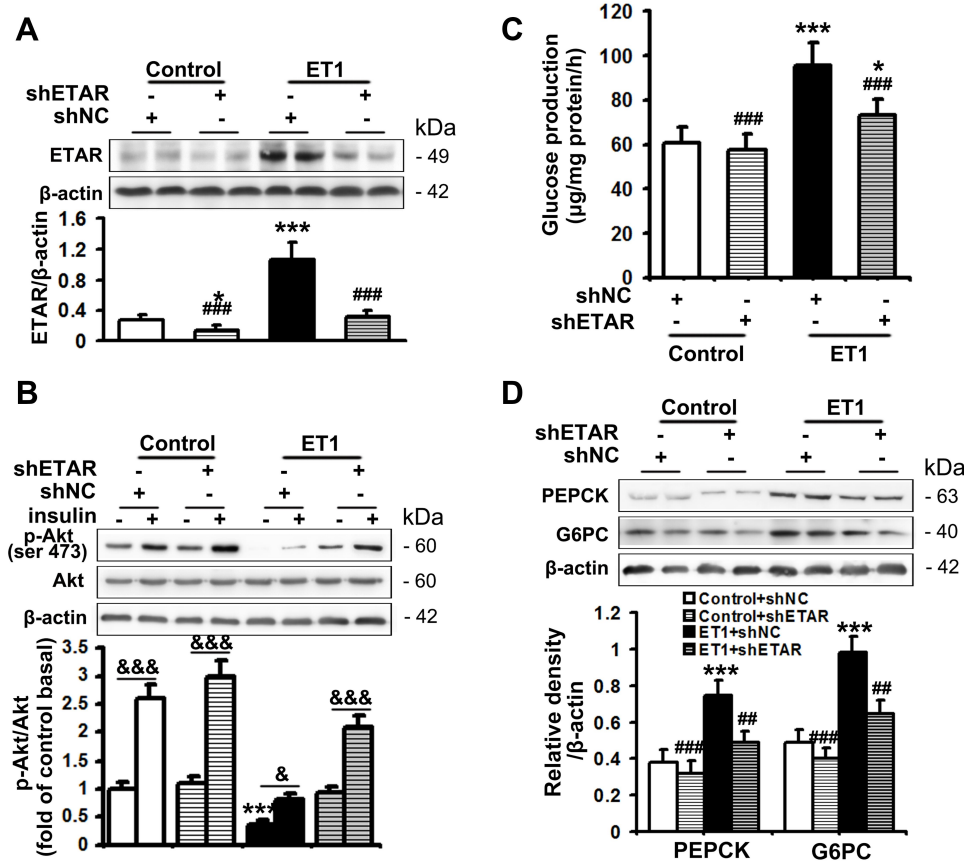 A
Control ET1
shETAR - + - +
shNC + - + -
kDa
ETAR - 49
β-actin - 42
ETAR/β-actin
1.6
1.2
0.8
0.4
0
*
###
***
###
B
Control ET1
shETAR - + - +
shNC + - + -
insulin - + - + - + - + kDa
p-Akt
(ser 473) - 60
Akt - 60
β-actin - 42
p-Akt/Akt
(fold of control basal)
3.5
3
2.5
2
1.5
1
0.5
0
&&&
&&&
***
&
&&&
C
Glucose production
(μg/mg protein/h)
120
100
80
60
40
20
0
###
***
*
###
shNC + - + -
shETAR - + - +
Control ET1
D
Control ET1
shETAR - + - +
shNC + - + -
kDa
PEPCK - 63
G6PC - 40
β-actin - 42
Control+shNC
Control+shETAR
ET1+shNC
ET1+shETAR
Relative density
/β-actin
1.2
1
0.8
0.6
0.4
0.2
0
###
***
##
###
***
##
PEPCK G6PC